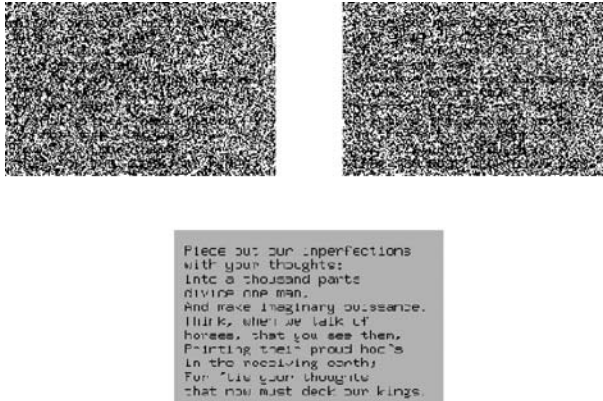 Piece out our imperfections
with your thoughts;
Into a thousand parts
divide one man,
And make imaginary puissance.
Think, when we talk of
horses, that you see them,
Printing their proud hoofs
in the receiving earth;
For 'tis your thoughts
that now must deck our kings.